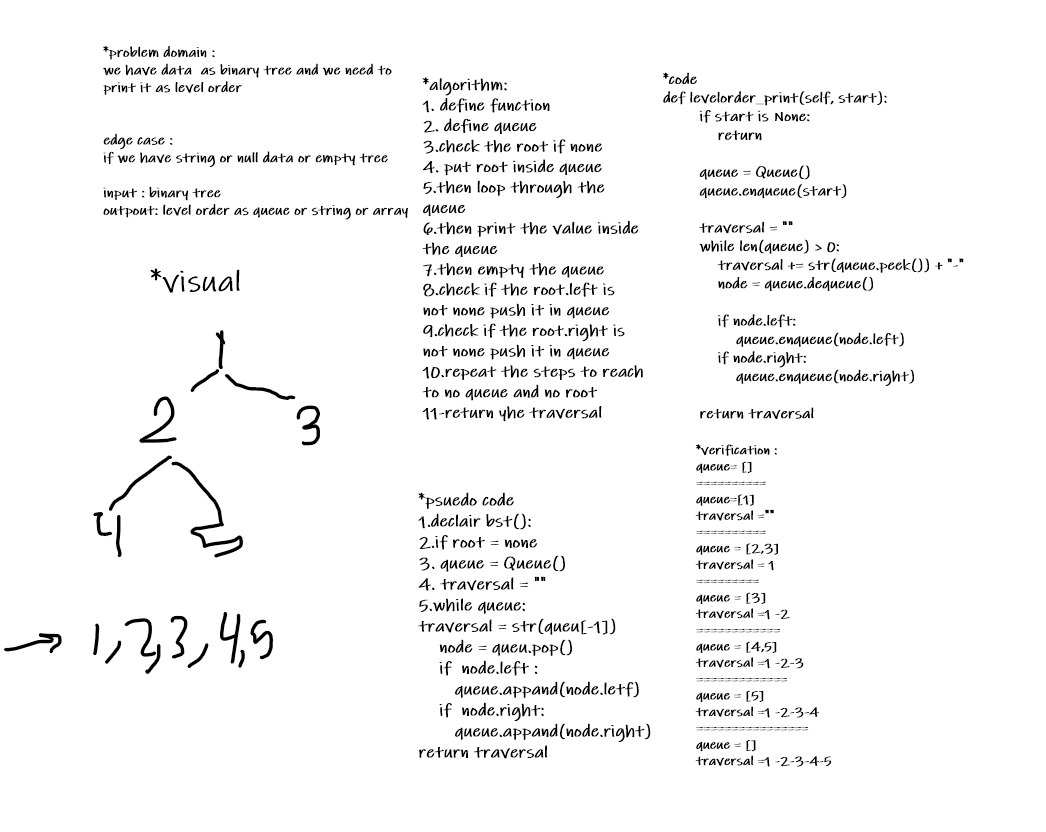 *problem domain :
we have data as binary tree and we need to
print it as level order
edge case :
if we have string or null data or empty tree
input : binary tree
outpout: level order as queue or string or array
*visual
1
2
3
4
5
1,2,3,4,5
*algorithm:
1. define function
2. define queue
3.check the root if none
4. put root inside queue
5.then loop through the
queue
6.then print the value inside
the queue
7.then empty the queue
8.check if the root.left is
not none push it in queue
9.check if the root.right is
not none push it in queue
10.repeat the steps to reach
to no queue and no root
11-return yhe traversal
*psuedo code
1.declair bst():
2.if root = none
3. queue = Queue()
4. traversal = ""
5.while queue:
traversal = str(queu[-1])
node = queu.pop()
if node.left :
queue.appand(node.letf)
if node.right:
queue.appand(node.right)
return traversal
*code
def levelorder_print(self, start):
if start is None:
return
queue = Queue()
queue.enqueue(start)
traversal = ""
while len(queue) > 0:
traversal += str(queue.peek()) + "-"
node = queue.dequeue()
if node.left:
queue.enqueue(node.left)
if node.right:
queue.enqueue(node.right)
return traversal
*verification :
queue= []
==========
queue=[1]
traversal =""
==========
queue = [2,3]
traversal = 1
=========
queue = [3]
traversal =1 -2
============
queue = [4,5]
traversal =1 -2-3
=============
queue = [5]
traversal =1 -2-3-4
================
queue = []
traversal =1 -2-3-4-5